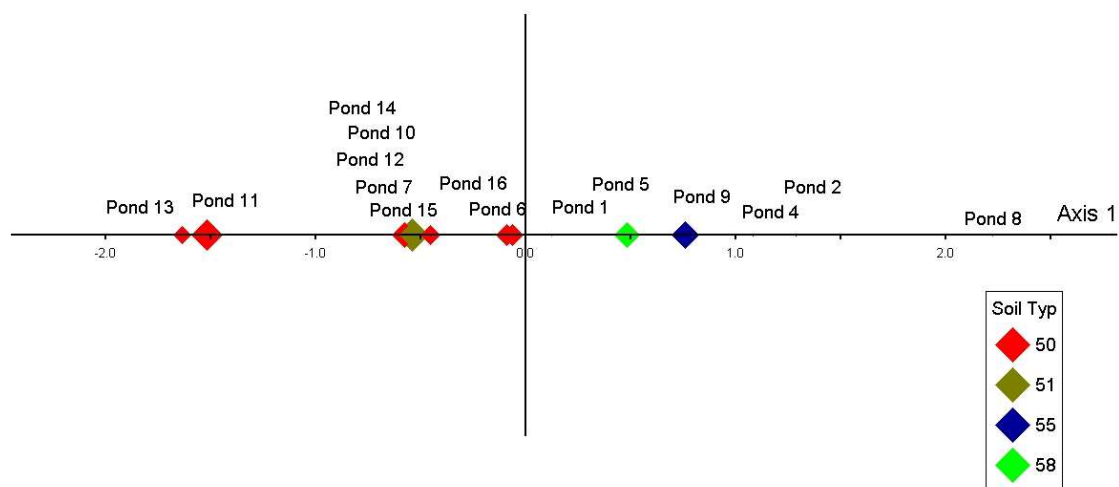 Pond 14
Pond 10
Pond 12
Pond 7
Pond 16
Pond 5
Pond 2
Pond 13
Pond 11
Pond 15
Pond 6
Pond 1
Pond 9
Pond 4
Pond 8
Axis 1
-2.0
-1.0
0.0
1.0
2.0
Soil Typ
50
51
55
58